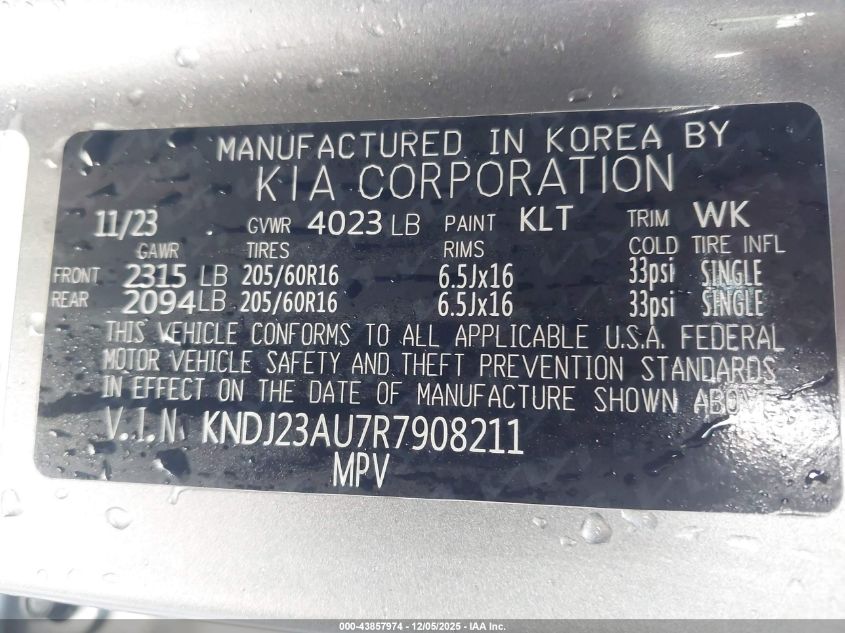 MANUFACTURED IN KOREA BY
KIA CORPORATION
11/23 GVWR 4023 LB PAINT KLT TRIM WK
GAWR TIRES RIMS COLD TIRE INFL
FRONT 2315 LB 205/60R16 6.5Jx16 33psi SINGLE
REAR 2094 LB 205/60R16 6.5Jx16 33psi SINGLE
THIS VEHICLE CONFORMS TO ALL APPLICABLE U.S.A. FEDERAL
MOTOR VEHICLE SAFETY AND THEFT PREVENTION STANDARDS
IN EFFECT ON THE DATE OF MANUFACTURE SHOWN ABOVE
V.I.N. KNDJ23AU7R7908211
MPV
000-43857974 - 12/05/2025 - IAA Inc.